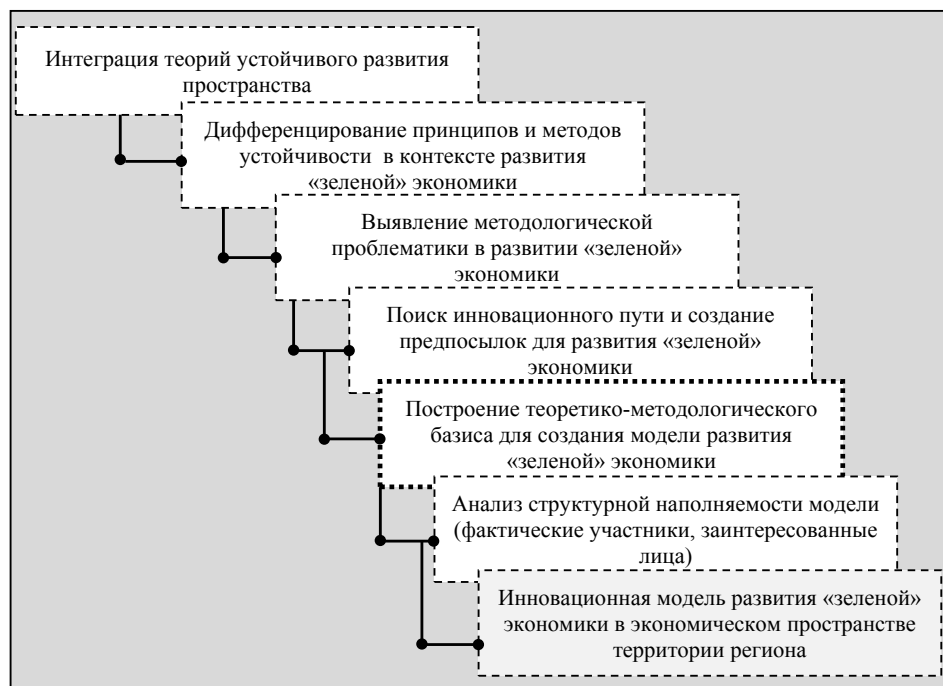 Интеграция теорий устойчивого развития
пространства
Дифференцирование принципов и методов
устойчивости в контексте развития
«зеленой» экономики
Выявление методологической
проблематики в развитии «зеленой»
экономики
Поиск инновационного пути и создание
предпосылок для развития «зеленой»
экономики
Построение теоретико-методологического
базиса для создания модели развития
«зеленой» экономики
Анализ структурной наполняемости модели
(фактические участники, заинтересованные
лица)
Инновационная модель развития «зеленой»
экономики в экономическом пространстве
территории региона